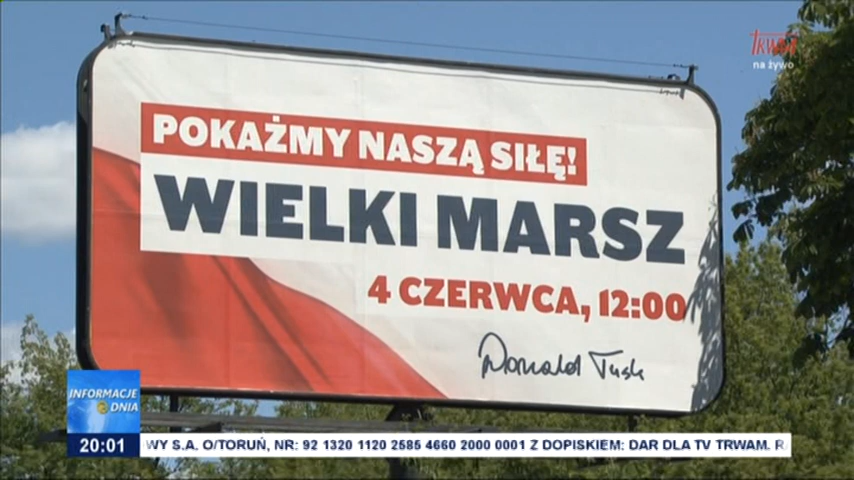 TRWAM
na żywo
POKAŻMY NASZĄ SIŁĘ!
WIELKI MARSZ
4 CZERWCA, 12:00
Donald Tusk
INFORMACJE
DNIA
20:01
WY S.A. O/TORUŃ, NR: 92 1320 1120 2585 4660 2000 0001 Z DOPISKIEM: DAR DLA TV TRWAM. R